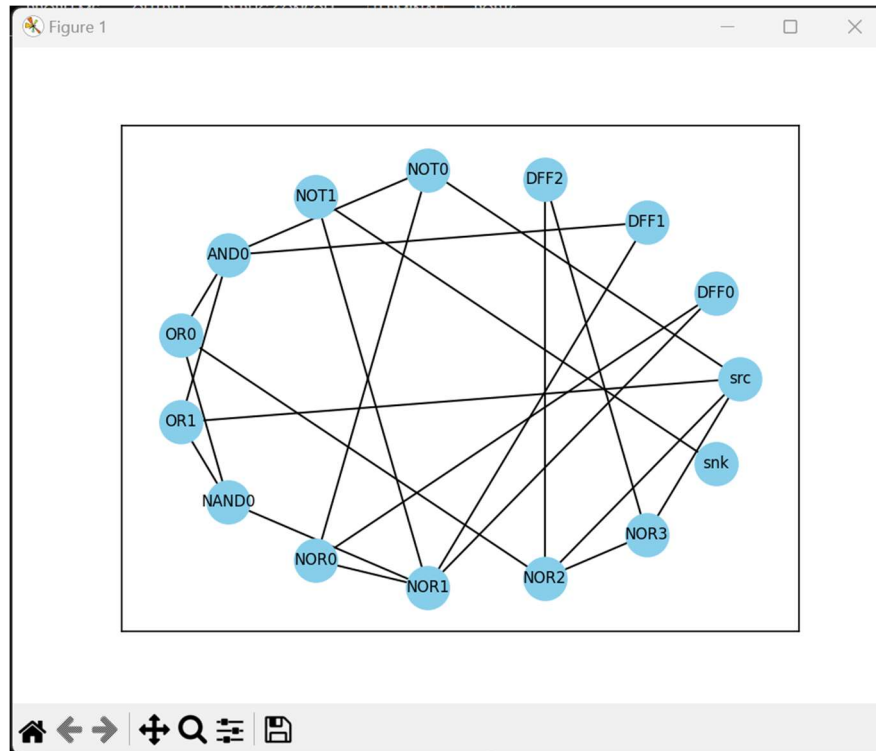 Figure 1
NOT0
DFF2
NOT1
DFF1
AND0
DFF0
OR0
src
OR1
snk
NAND0
NOR3
NOR0
NOR2
NOR1